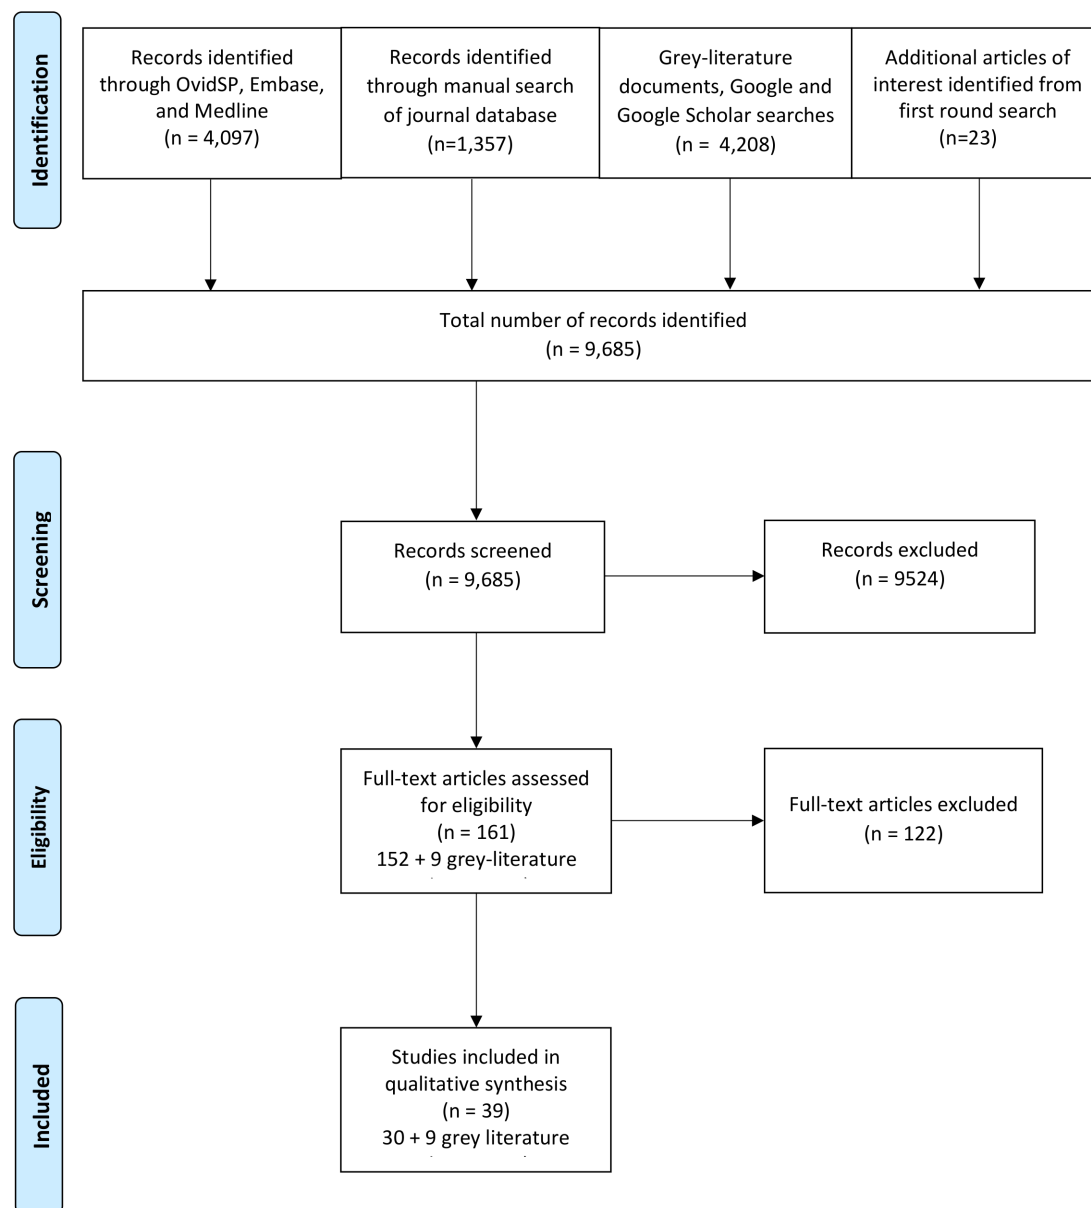 Identification
Records identified
through OvidSP, Embase,
and Medline
(n = 4,097)
Records identified
through manual search
of journal database
(n=1,357)
Grey-literature
documents, Google and
Google Scholar searches
(n =  4,208)
Additional articles of
interest identified from
first round search
(n=23)
Total number of records identified
(n = 9,685)
Screening
Records screened
(n = 9,685)
Records excluded
(n = 9524)
Eligibility
Full-text articles assessed
for eligibility
(n = 161)
152 + 9 grey-literature
Full-text articles excluded
(n = 122)
Included
Studies included in
qualitative synthesis
(n = 39)
30 + 9 grey literature